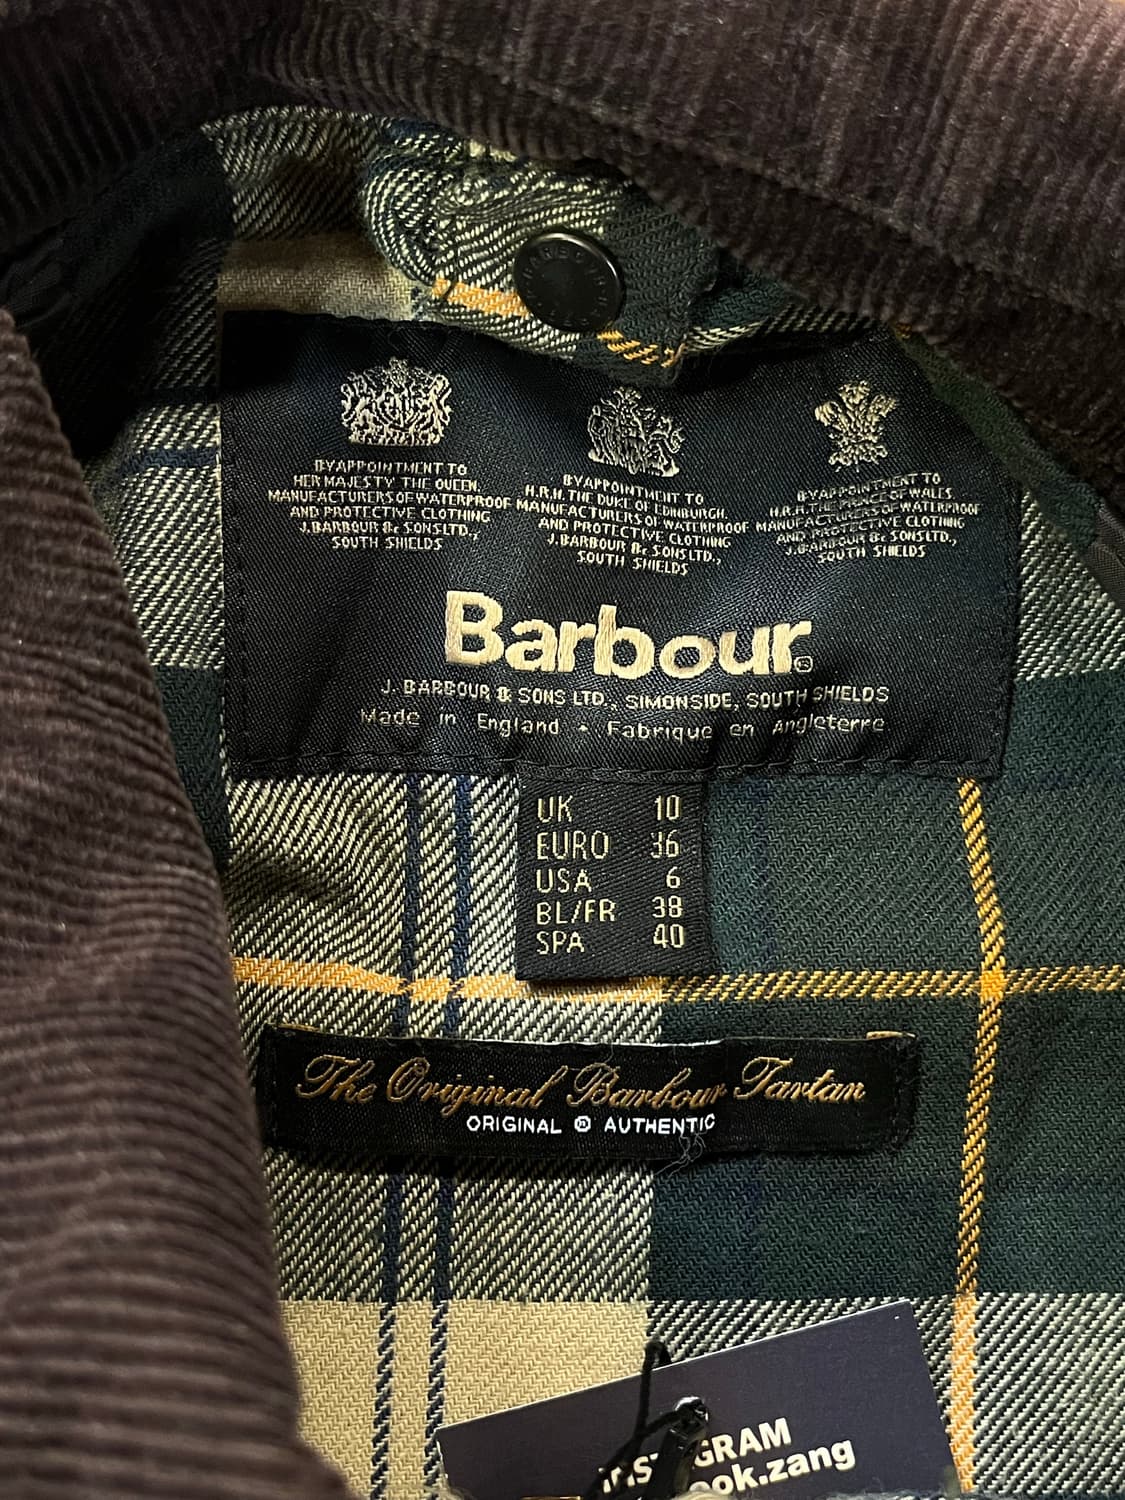 BY APPOINTMENT TO
HER MAJESTY THE QUEEN.
MANUFACTURERS OF WATERPROOF
AND PROTECTIVE CLOTHING
J. BARBOUR & SONS LTD.,
SOUTH SHIELDS
BY APPOINTMENT TO
H.R.H. THE DUKE OF EDINBURGH.
MANUFACTURERS OF WATERPROOF
AND PROTECTIVE CLOTHING
J. BARBOUR & SONS LTD.,
SOUTH SHIELDS
BY APPOINTMENT TO
H.R.H. THE PRINCE OF WALES.
MANUFACTURERS OF WATERPROOF
AND PROTECTIVE CLOTHING
J. BARBOUR & SONS LTD.,
SOUTH SHIELDS
Barbour®
J. BARBOUR & SONS LTD., SIMONSIDE, SOUTH SHIELDS
Made in England • Fabrique en Angleterre
UK 10
EURO 36
USA 6
BL/FR 38
SPA 40
The Original Barbour Tartan
ORIGINAL ® AUTHENTIC
INSTAGRAM
ook.zang